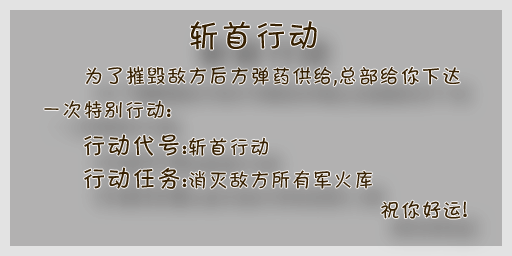 斩首行动
为了摧毁敌方后方弹药供给,总部给你下达
一次特别行动:
行动代号:斩首行动
行动任务:消灭敌方所有军火库
祝你好运!